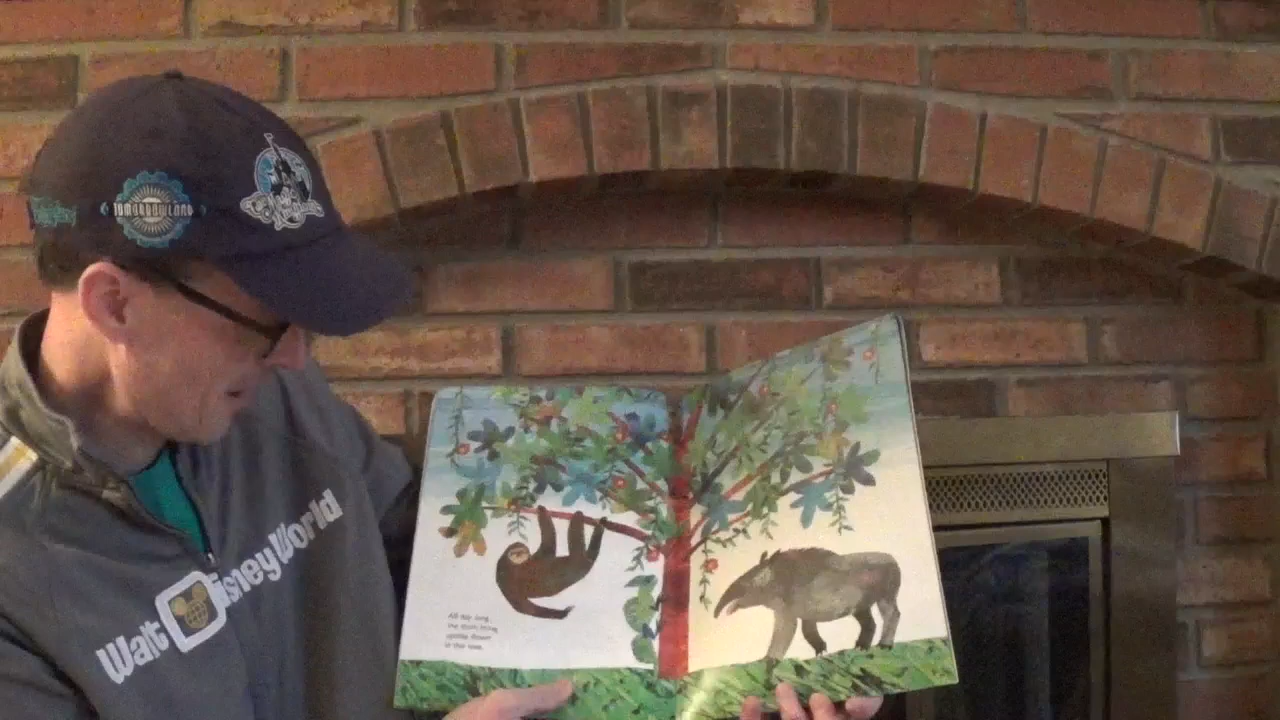 TOMORROWLAND
Walt Disney World
All day long
the sloth hung
upside down
in the tree.